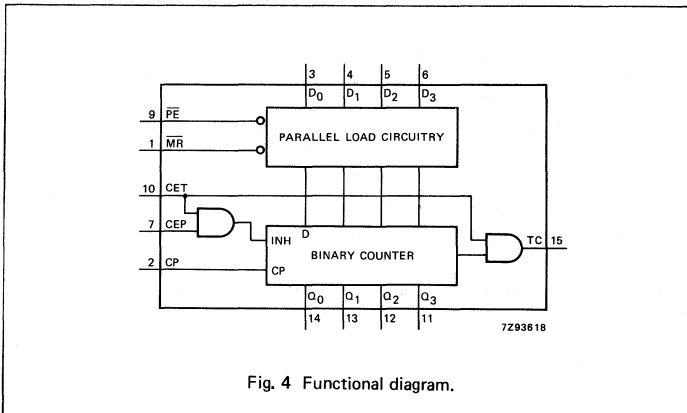 3 4 5 6
D0 D1 D2 D3
9 PE
PARALLEL LOAD CIRCUITRY
1 MR
10 CET
7 CEP
INH
D
BINARY COUNTER
TC 15
2 CP
CP
Q0 Q1 Q2 Q3
14 13 12 11
7Z93618
Fig. 4 Functional diagram.